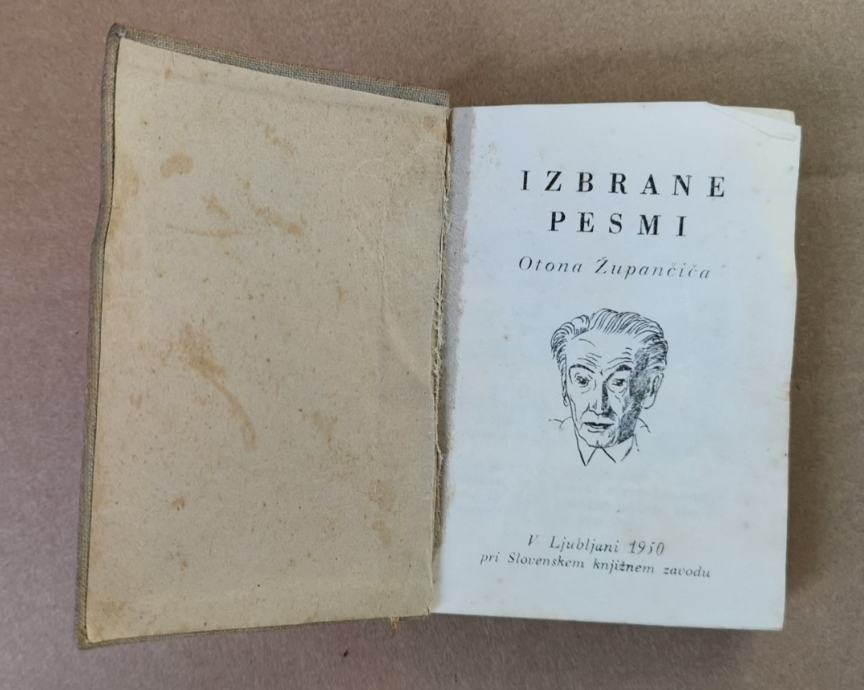 IZBRANE
PESMI
Otona Župančiča
V Ljubljani 1950
pri Slovenskem knjižnem zavodu